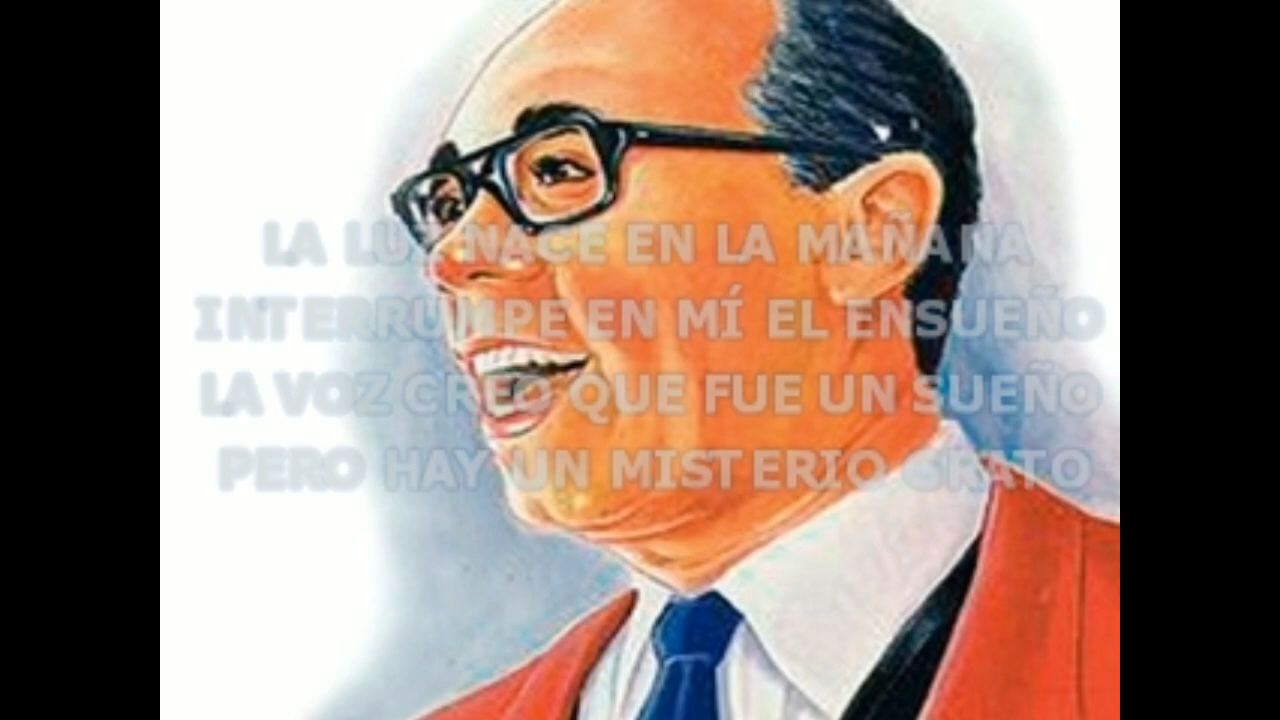 LA LUZ NACE EN LA MAÑANA
INTERRUMPE EN MÍ EL ENSUEÑO
LA VOZ CREO QUE FUE UN SUEÑO
PERO HAY UN MISTERIO GRATO